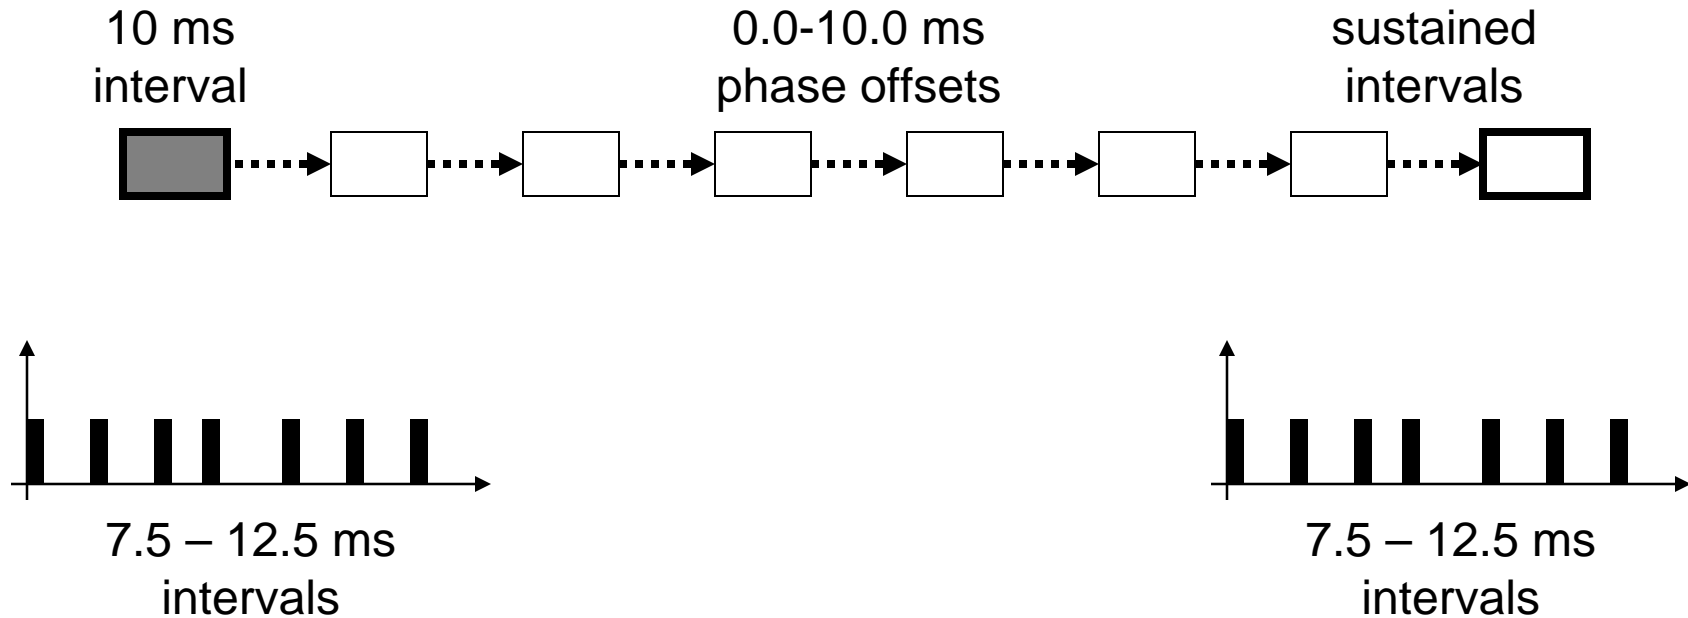 10 ms
interval
0.0-10.0 ms
phase offsets
sustained
intervals
7.5 – 12.5 ms
intervals
7.5 – 12.5 ms
intervals